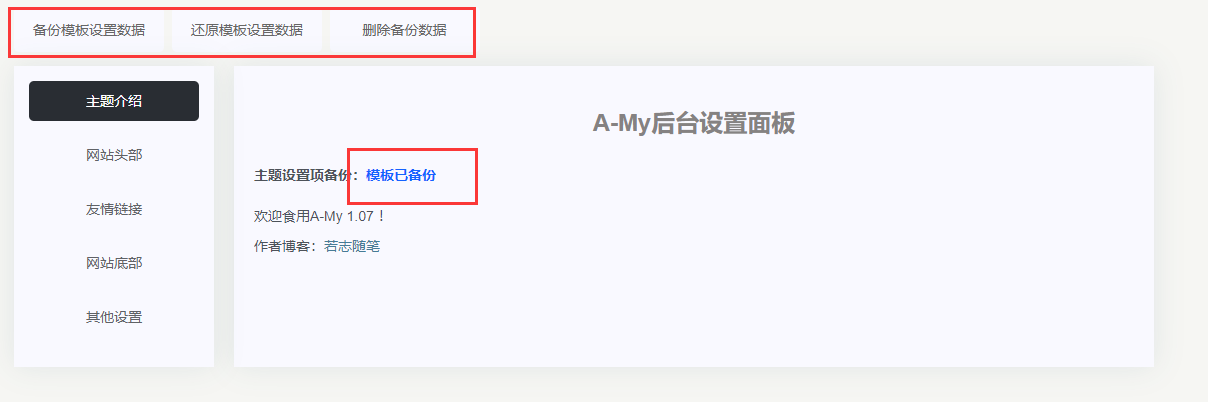 备份模板设置数据 还原模板设置数据 删除备份数据
主题介绍
网站头部
友情链接
网站底部
其他设置
A-My后台设置面板
主题设置项备份：模板已备份
欢迎食用A-My 1.07！
作者博客：若志随笔